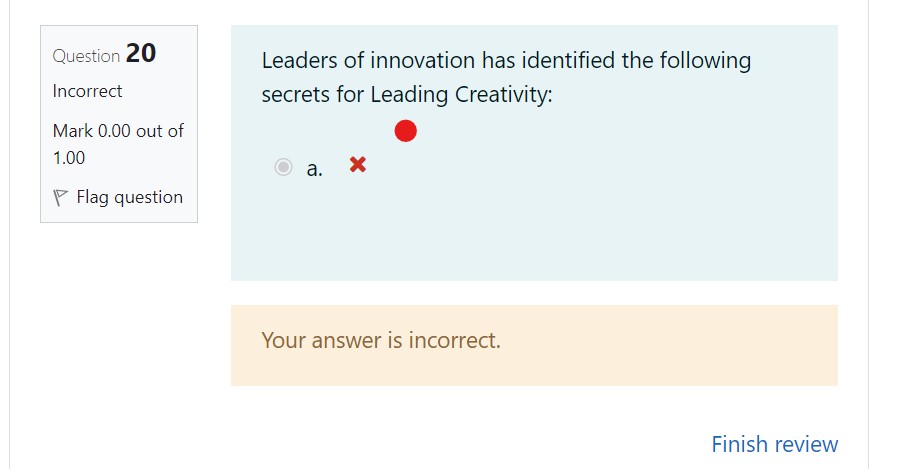 Question 20
Incorrect
Mark 0.00 out of
1.00
Flag question
Leaders of innovation has identified the following
secrets for Leading Creativity:
a.
Your answer is incorrect.
Finish review